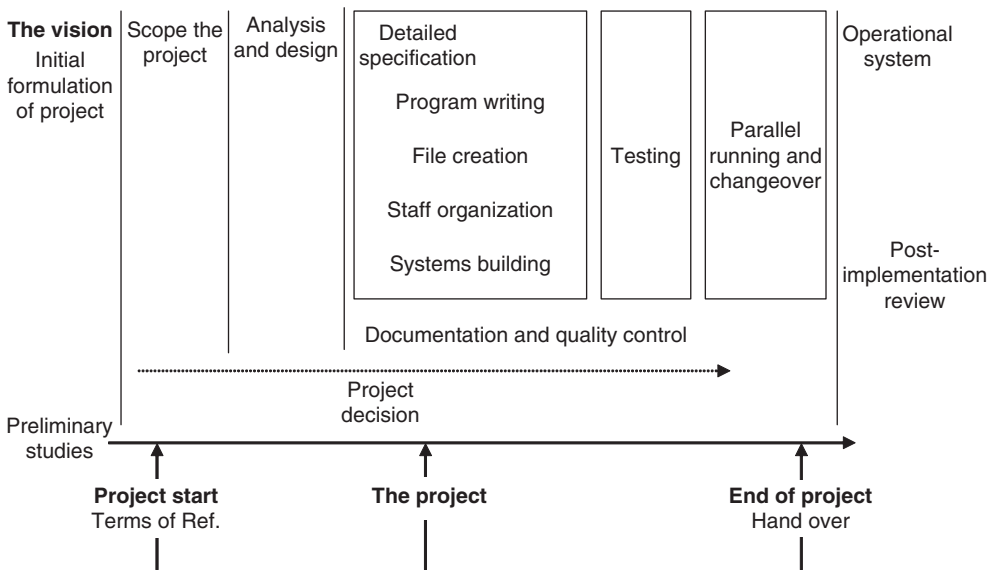 The vision
Initial
formulation
of project
Scope the
project
Analysis
and design
Detailed
specification
Program writing
File creation
Staff organization
Systems building
Testing
Parallel
running and
changeover
Operational
system
Post-
implementation
review
Documentation and quality control
Project
decision
Preliminary
studies
Project start
Terms of Ref.
The project
End of project
Hand over